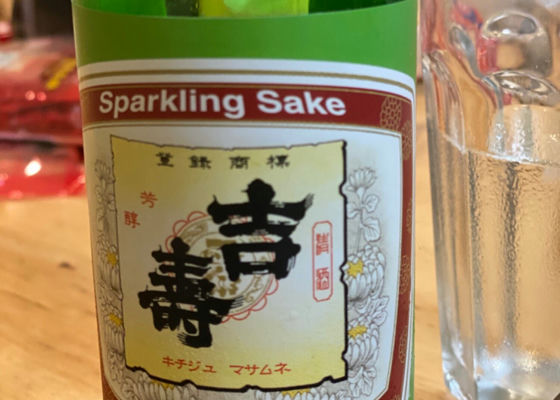 Sparkling Sake
登録商標
芳醇
吉壽
清酒
キチジュ マサムネ